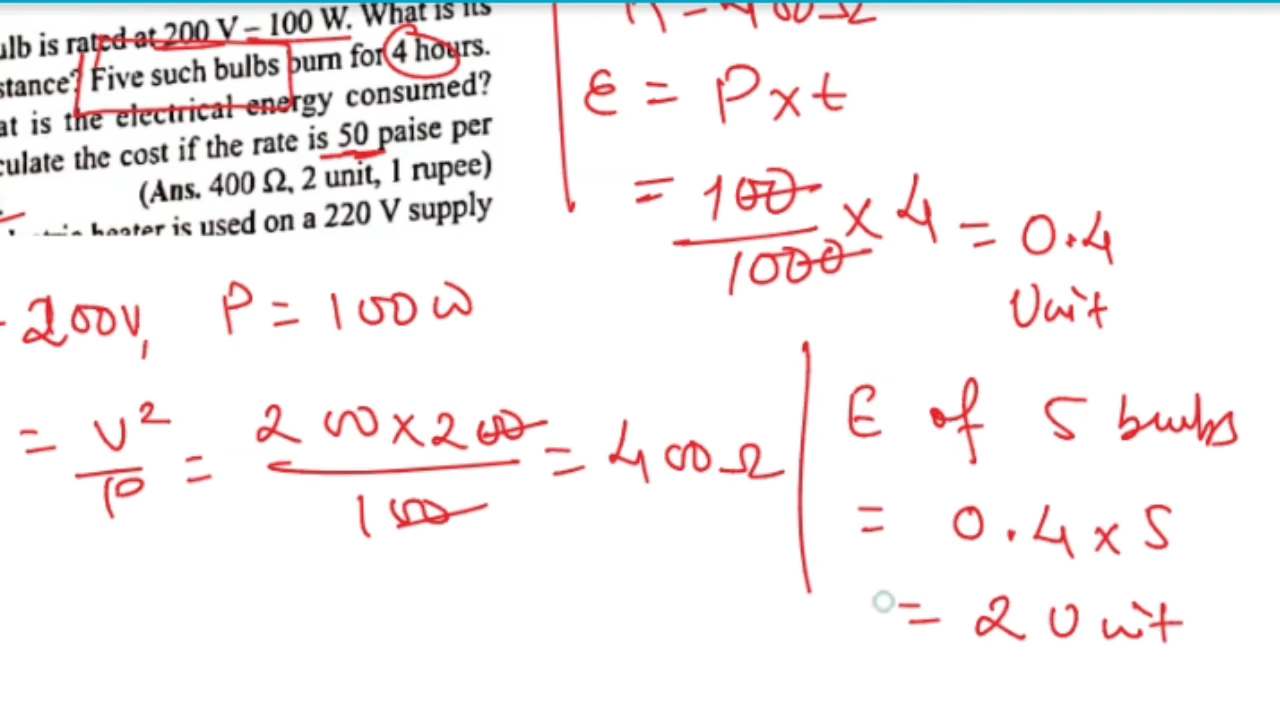 ulb is rated at 200 V – 100 W. What is its
stance? Five such bulbs burn for 4 hours.
at is the electrical energy consumed?
culate the cost if the rate is 50 paise per
(Ans. 400 Ω, 2 unit, 1 rupee)
heater is used on a 220 V supply
200V, P = 100W
= V²/P = 200×200/100 = 400Ω
R = 400Ω
E = P×t
= 100/1000 × 4 = 0.4
Unit
E of 5 bulbs
= 0.4×5
= 2 Unit